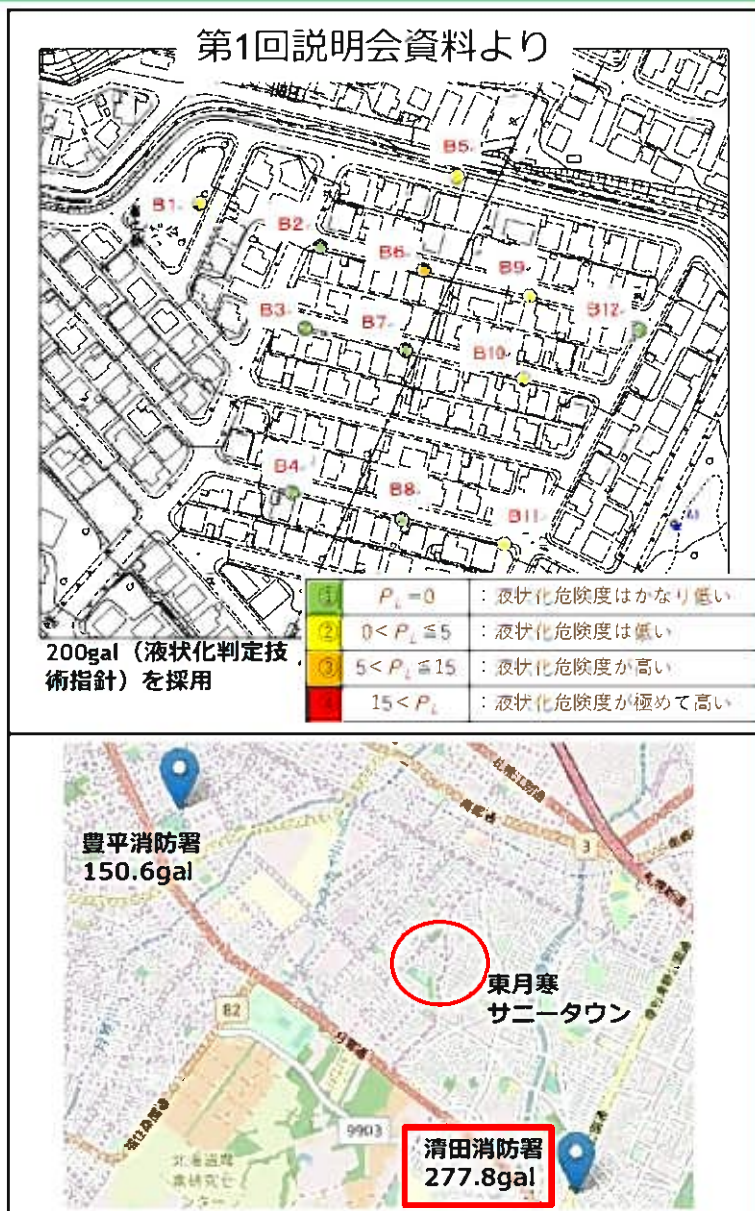 第1回説明会資料より
B5
B1
B2
B6
B9
B3
B7
B12
B10
B4
B8
B11
① P_L=0 :液状化危険度はかなり低い
② 0<P_L≦5 :液状化危険度は低い
③ 5<P_L≦15 :液状化危険度が高い
④ 15<P_L :液状化危険度が極めて高い
200gal(液状化判定技
術指針)を採用
豊平消防署
150.6gal
3
東月寒
サニータウン
82
9903
清田消防署
277.8gal